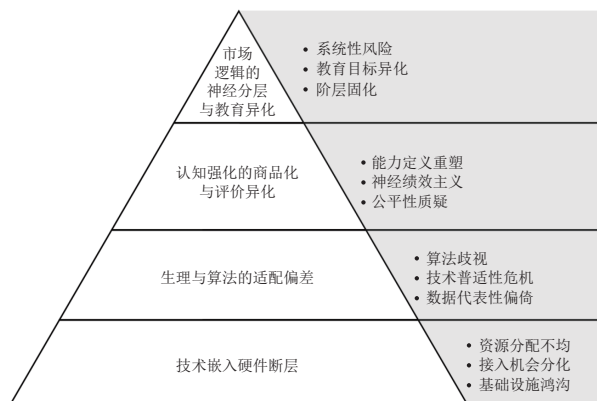 市场
逻辑的
神经分层
与教育异化
• 系统性风险
• 教育目标异化
• 阶层固化
认知强化的商品化
与评价异化
• 能力定义重塑
• 神经绩效主义
• 公平性质疑
生理与算法的适配偏差
• 算法歧视
• 技术普适性危机
• 数据代表性偏倚
技术嵌入硬件断层
• 资源分配不均
• 接入机会分化
• 基础设施鸿沟